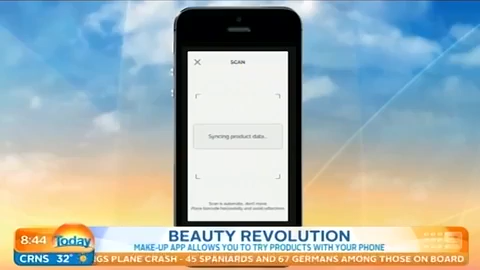 SCAN
Syncing product data...
BEAUTY REVOLUTION
MAKE-UP APP ALLOWS YOU TO TRY PRODUCTS WITH YOUR PHONE
8:44 Today
CRNS 32°
GS PLANE CRASH - 45 SPANIARDS AND 67 GERMANS AMONG THOSE ON BOARD